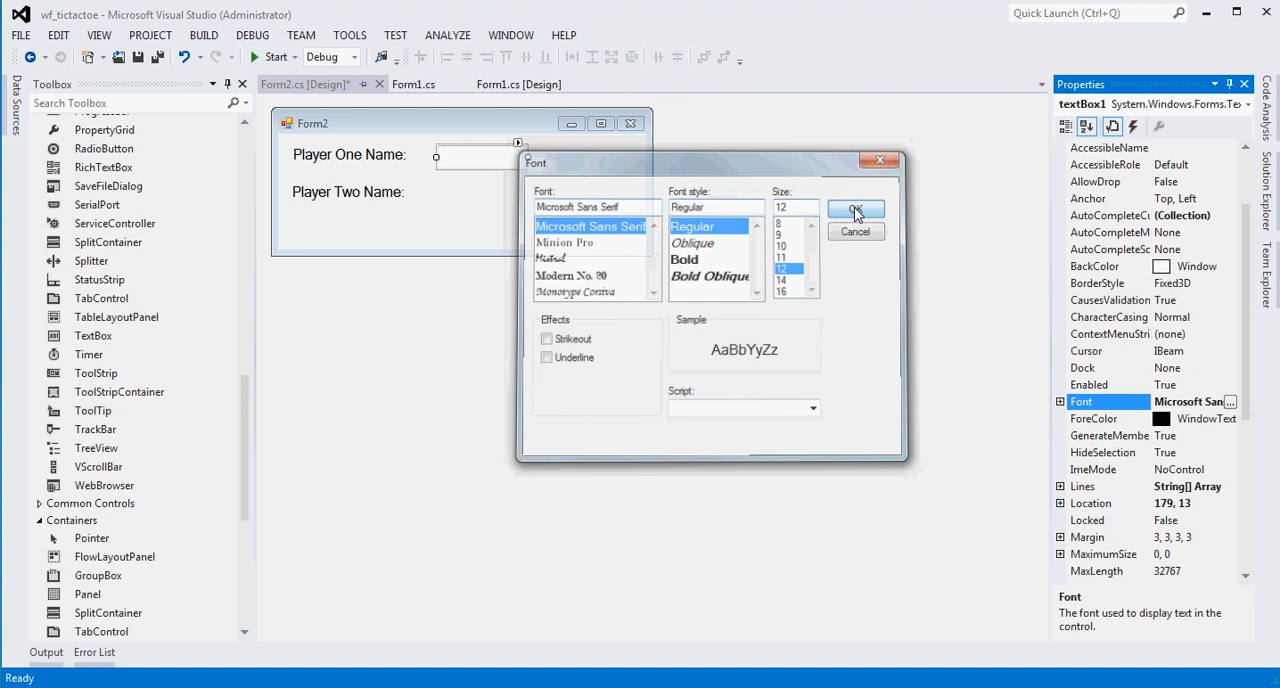 wf_tictactoe - Microsoft Visual Studio (Administrator)
Quick Launch (Ctrl+Q)
FILE EDIT VIEW PROJECT BUILD DEBUG TEAM TOOLS TEST ANALYZE WINDOW HELP
Start Debug
Data Sources
Toolbox
Search Toolbox
PropertyGrid
RadioButton
RichTextBox
SaveFileDialog
SerialPort
ServiceController
SplitContainer
Splitter
StatusStrip
TabControl
TableLayoutPanel
TextBox
Timer
ToolStrip
ToolStripContainer
ToolTip
TrackBar
TreeView
VScrollBar
WebBrowser
Common Controls
Containers
Pointer
FlowLayoutPanel
GroupBox
Panel
SplitContainer
TabControl
Output Error List
Form2.cs [Design]* Form1.cs Form1.cs [Design]
Form2
Player One Name:
Player Two Name:
Font
Font: Font style: Size:
Microsoft Sans Serif Regular 12
OK
Cancel
Microsoft Sans Serif
Minion Pro
Mistral
Modern No. 20
Monotype Corsiva
Regular
Oblique
Bold
Bold Oblique
8
9
10
11
12
14
16
Effects
Strikeout
Underline
Sample
AaBbYyZz
Script:
Properties
textBox1 System.Windows.Forms.Te
AccessibleName
AccessibleRole Default
AllowDrop False
Anchor Top, Left
AutoCompleteCu (Collection)
AutoCompleteM None
AutoCompleteSc None
BackColor Window
BorderStyle Fixed3D
CausesValidation True
CharacterCasing Normal
ContextMenuStri (none)
Cursor IBeam
Dock None
Enabled True
Font Microsoft San ...
ForeColor WindowText
GenerateMembe True
HideSelection True
ImeMode NoControl
Lines String[] Array
Location 179, 13
Locked False
Margin 3, 3, 3, 3
MaximumSize 0, 0
MaxLength 32767
Font
The font used to display text in the
control.
Code Analysis
Solution Explorer
Team Explorer
Ready